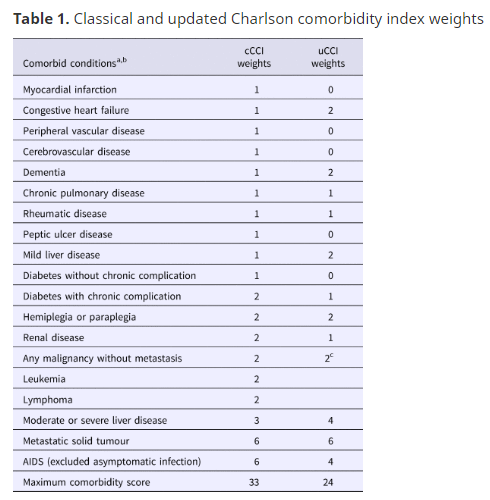 Table 1. Classical and updated Charlson comorbidity index weights
Comorbid conditionsᵃ,ᵇ cCCI weights uCCI weights
Myocardial infarction 1 0
Congestive heart failure 1 2
Peripheral vascular disease 1 0
Cerebrovascular disease 1 0
Dementia 1 2
Chronic pulmonary disease 1 1
Rheumatic disease 1 1
Peptic ulcer disease 1 0
Mild liver disease 1 2
Diabetes without chronic complication 1 0
Diabetes with chronic complication 2 1
Hemiplegia or paraplegia 2 2
Renal disease 2 1
Any malignancy without metastasis 2 2ᶜ
Leukemia 2
Lymphoma 2
Moderate or severe liver disease 3 4
Metastatic solid tumour 6 6
AIDS (excluded asymptomatic infection) 6 4
Maximum comorbidity score 33 24